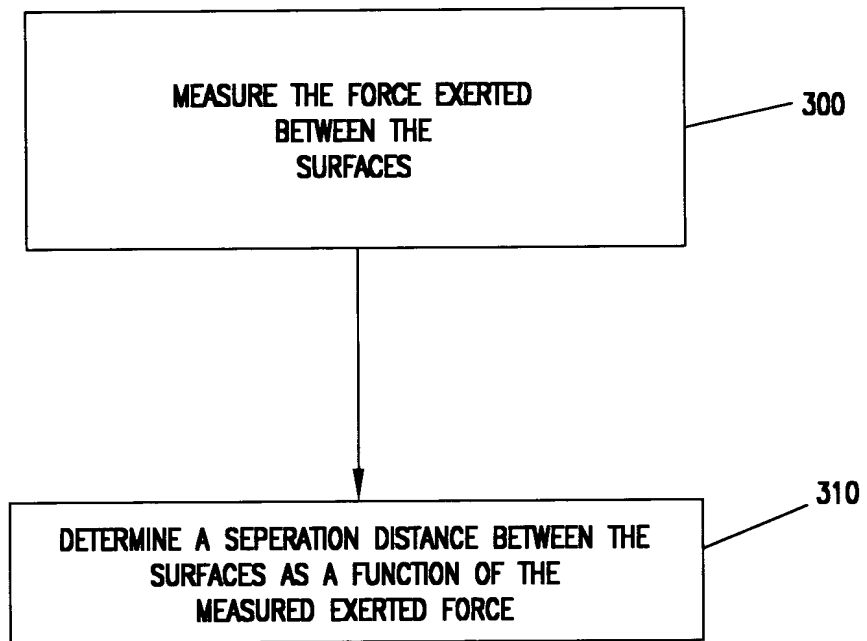 MEASURE THE FORCE EXERTED
BETWEEN THE
SURFACES
300
310
DETERMINE A SEPERATION DISTANCE BETWEEN THE
SURFACES AS A FUNCTION OF THE
MEASURED EXERTED FORCE